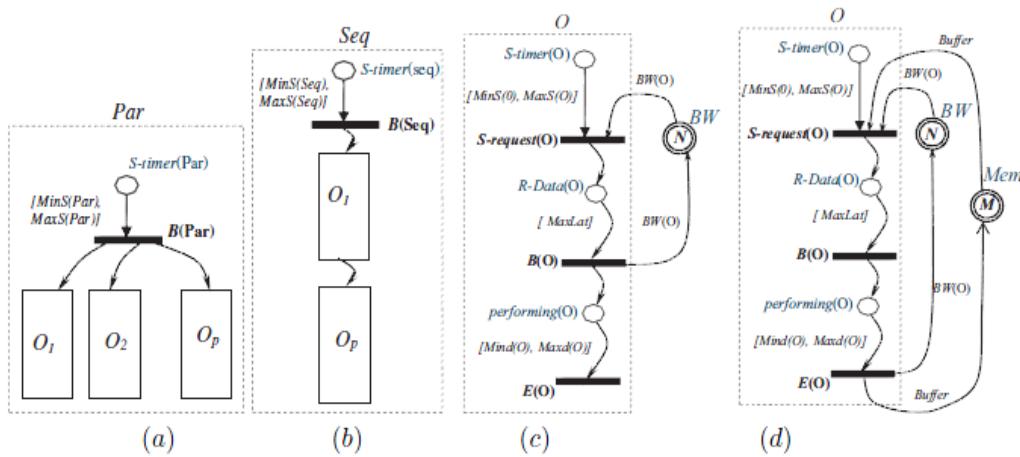 Par
S-timer(Par)
[MinS(Par),
MaxS(Par)]
B(Par)
O1
O2
Op
(a)
Seq
S-timer(seq)
[MinS(Seq),
MaxS(Seq)]
B(Seq)
O1
Op
(b)
O
S-timer(O)
BW(O)
[MinS(0), MaxS(O)]
BW
S-request(O)
N
R-Data(O)
[ MaxLat]
BW(O)
B(O)
performing(O)
[Mind(O), Maxd(O)]
E(O)
(c)
O
Buffer
S-timer(O)
BW(O)
[MinS(0), MaxS(O)]
BW
S-request(O)
N
Mem
R-Data(O)
M
[ MaxLat]
B(O)
BW(O)
performing(O)
[Mind(O), Maxd(O)]
E(O)
Buffer
(d)